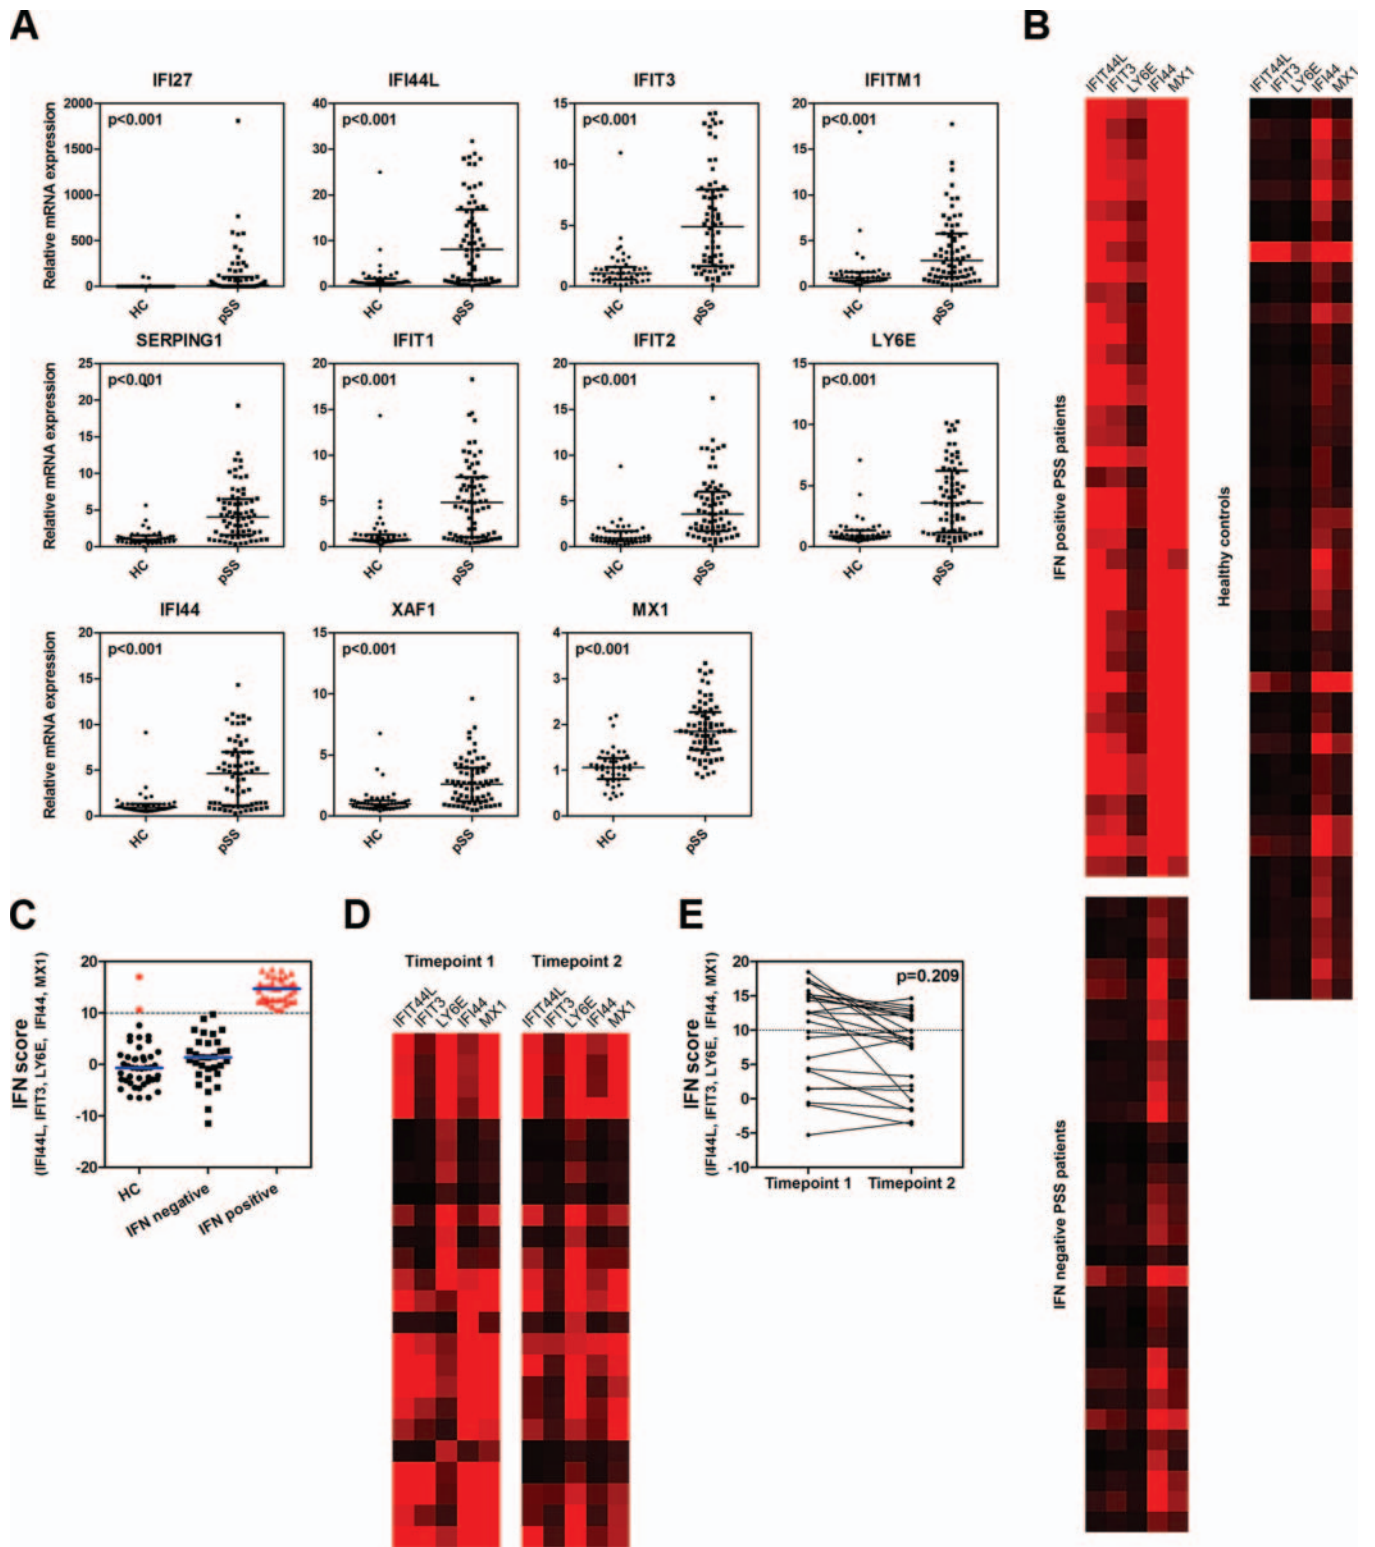 A
IFI27
IFI44L
IFIT3
IFITM1
Relative mRNA expression
2000
1500
1000
500
0
p<0.001
HC
pSS
40
30
20
10
0
p<0.001
HC
pSS
15
10
5
0
p<0.001
HC
pSS
20
15
10
5
0
p<0.001
HC
pSS
SERPING1
IFIT1
IFIT2
LY6E
Relative mRNA expression
25
20
15
10
5
0
p<0.001
HC
pSS
20
15
10
5
0
p<0.001
HC
pSS
20
15
10
5
0
p<0.001
HC
pSS
15
10
5
0
p<0.001
HC
pSS
IFI44
XAF1
MX1
Relative mRNA expression
20
15
10
5
0
p<0.001
HC
pSS
15
10
5
0
p<0.001
HC
pSS
4
3
2
1
0
p<0.001
HC
pSS
B
IFIT44L
IFIT3
LY6E
IFI44
MX1
IFN positive PSS patients
IFN negative PSS patients
IFIT44L
IFIT3
LY6E
IFI44
MX1
Healthy controls
C
IFN score
(IFI44L, IFIT3, LY6E, IFI44, MX1)
20
10
0
-10
-20
HC
IFN negative
IFN positive
D
Timepoint 1
IFIT44L
IFIT3
LY6E
IFI44
MX1
Timepoint 2
IFIT44L
IFIT3
LY6E
IFI44
MX1
E
IFN score
(IFI44L, IFIT3, LY6E, IFI44, MX1)
20
15
10
5
0
-5
-10
p=0.209
Timepoint 1
Timepoint 2